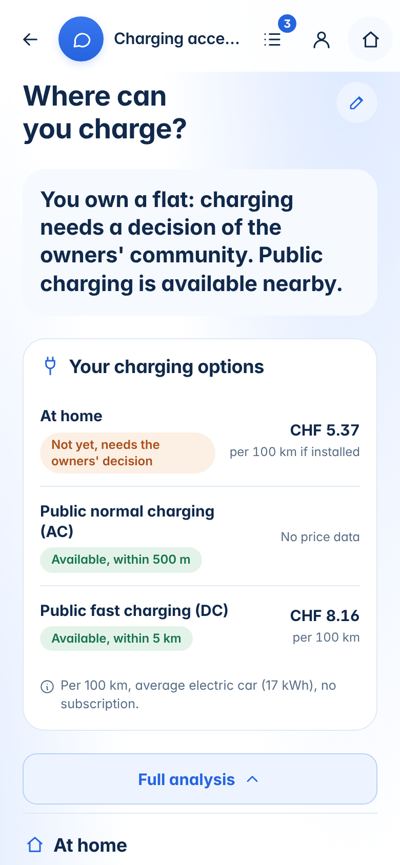 Charging acce...
3
Where can
you charge?
You own a flat: charging
needs a decision of the
owners' community. Public
charging is available nearby.
Your charging options
At home
Not yet, needs the
owners' decision
CHF 5.37
per 100 km if installed
Public normal charging
(AC)
Available, within 500 m
No price data
Public fast charging (DC)
Available, within 5 km
CHF 8.16
per 100 km
Per 100 km, average electric car (17 kWh), no
subscription.
Full analysis
At home